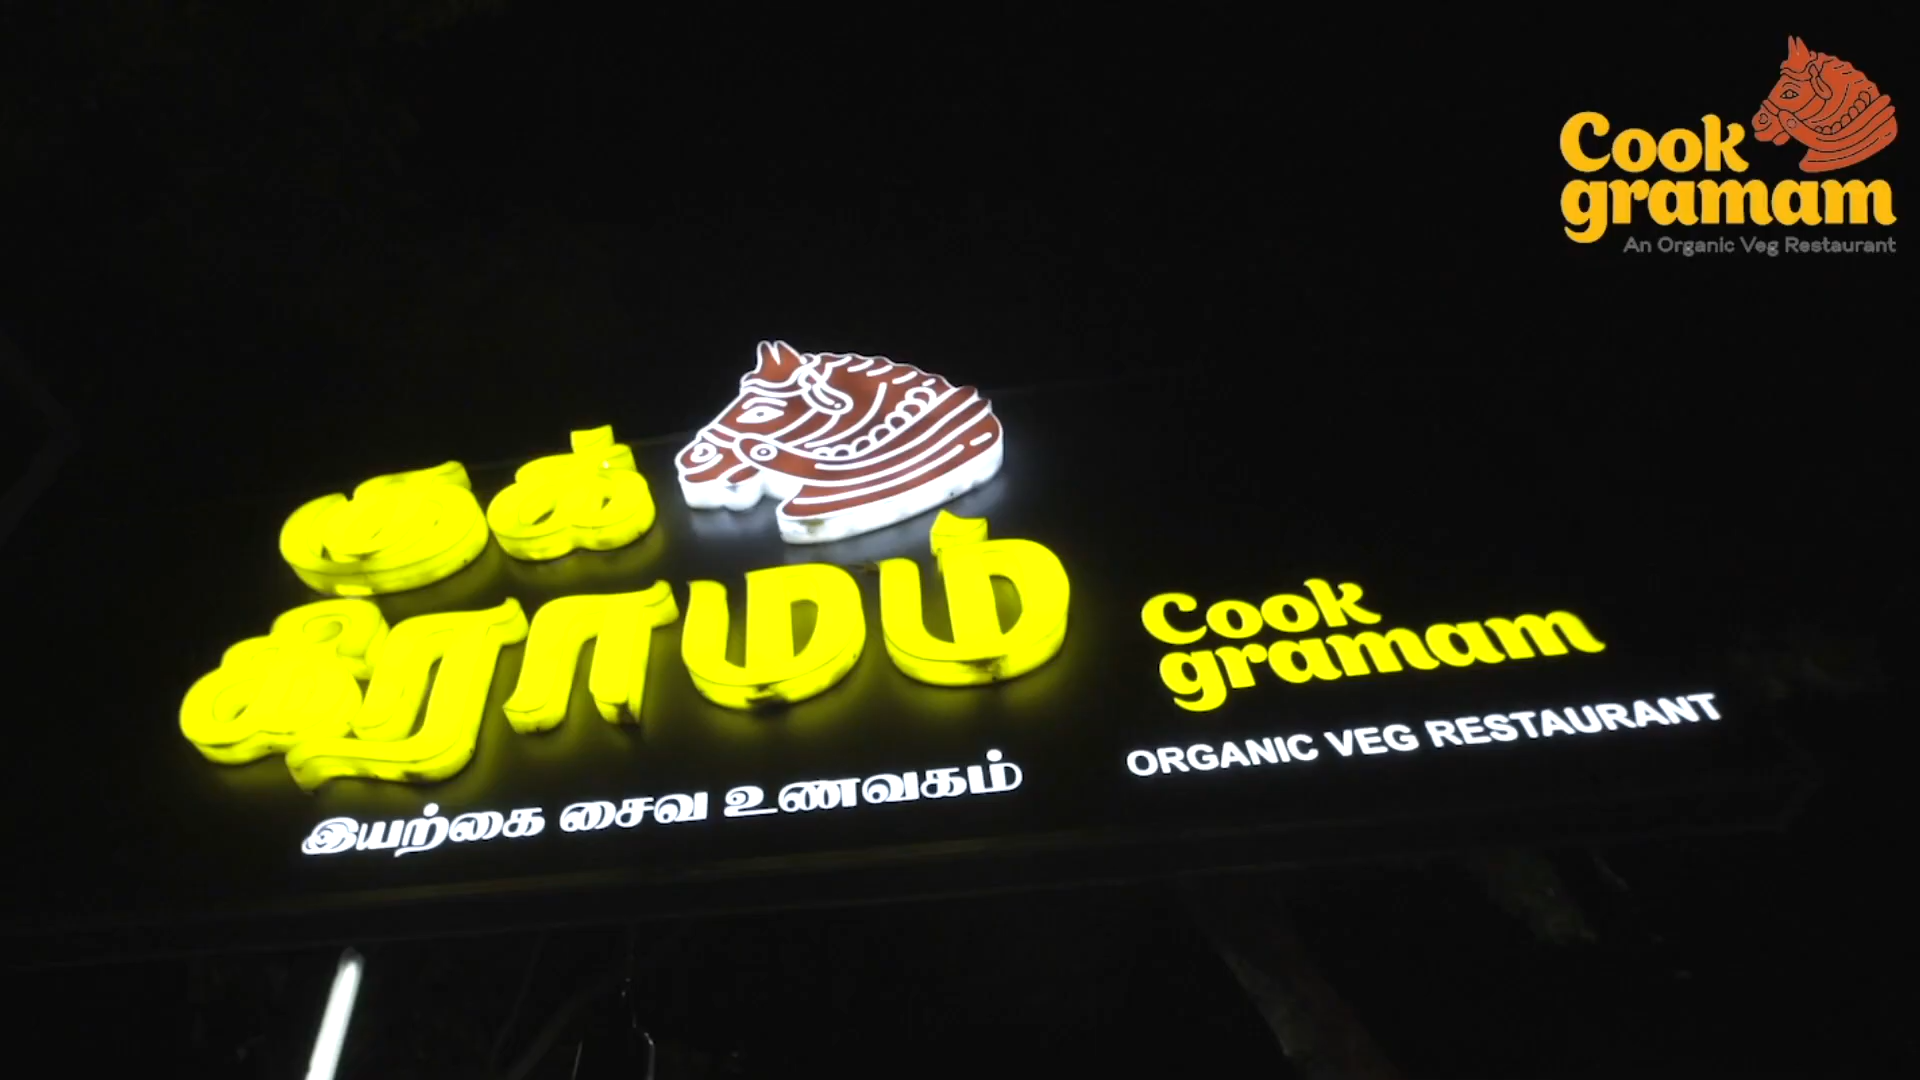 Cook
gramam
An Organic Veg Restaurant
குக்
கிராமம்
இயற்கை சைவ உணவகம்
Cook
gramam
ORGANIC VEG RESTAURANT